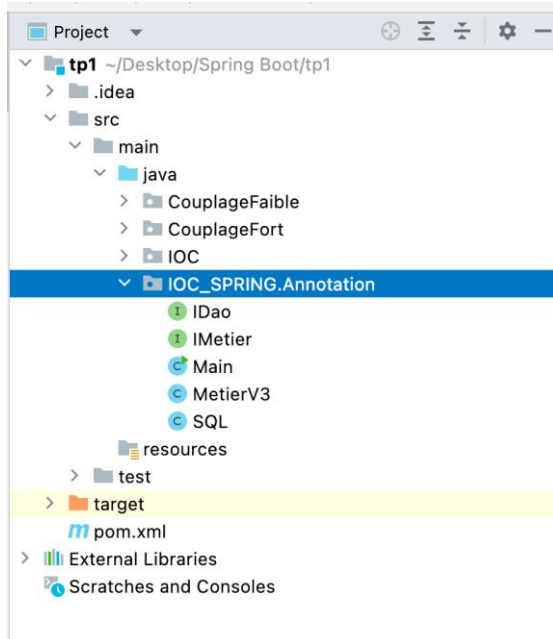 Project
tp1 ~/Desktop/Spring Boot/tp1
.idea
src
main
java
CouplageFaible
CouplageFort
IOC
IOC_SPRING.Annotation
I IDao
I IMetier
C Main
C MetierV3
C SQL
resources
test
target
m pom.xml
External Libraries
Scratches and Consoles